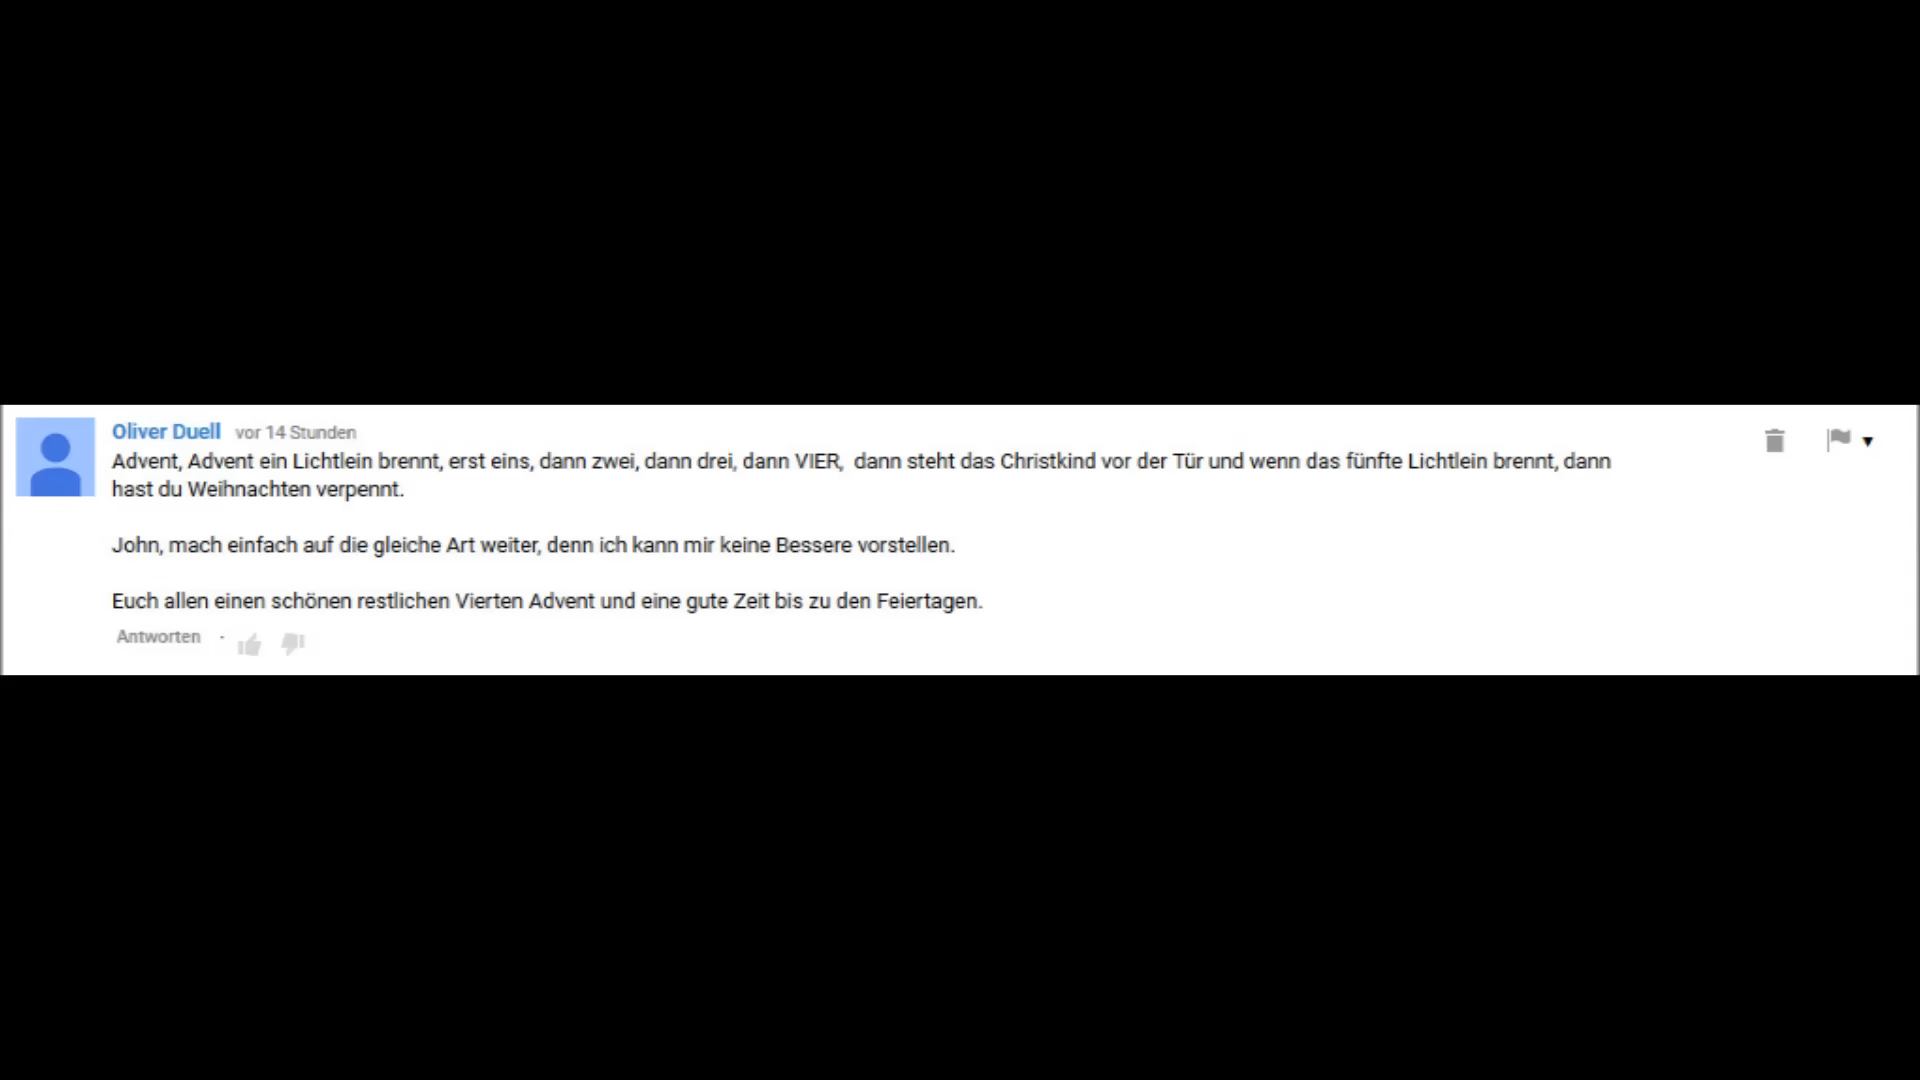 Oliver Duell vor 14 Stunden
Advent, Advent ein Lichtlein brennt, erst eins, dann zwei, dann drei, dann VIER,  dann steht das Christkind vor der Tür und wenn das fünfte Lichtlein brennt, dann
hast du Weihnachten verpennt.
John, mach einfach auf die gleiche Art weiter, denn ich kann mir keine Bessere vorstellen.
Euch allen einen schönen restlichen Vierten Advent und eine gute Zeit bis zu den Feiertagen.
Antworten ·